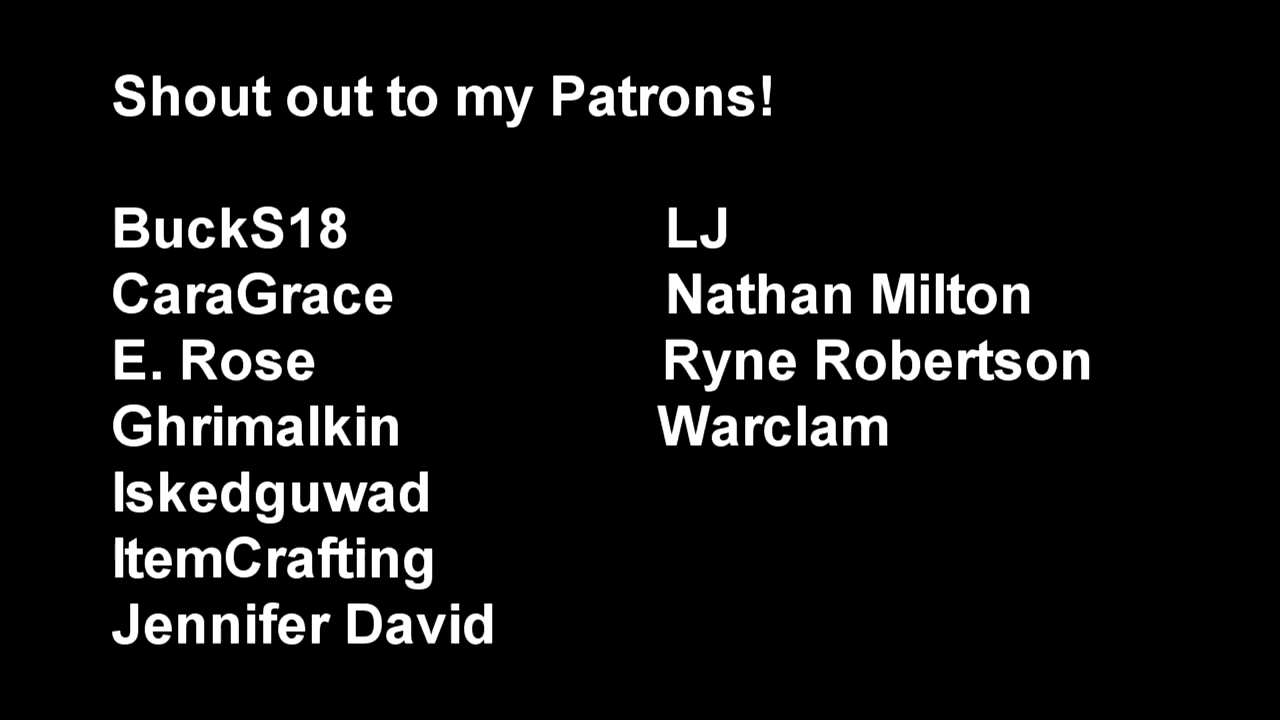 Shout out to my Patrons!
BuckS18
CaraGrace
E. Rose
Ghrimalkin
Iskedguwad
ItemCrafting
Jennifer David
LJ
Nathan Milton
Ryne Robertson
Warclam